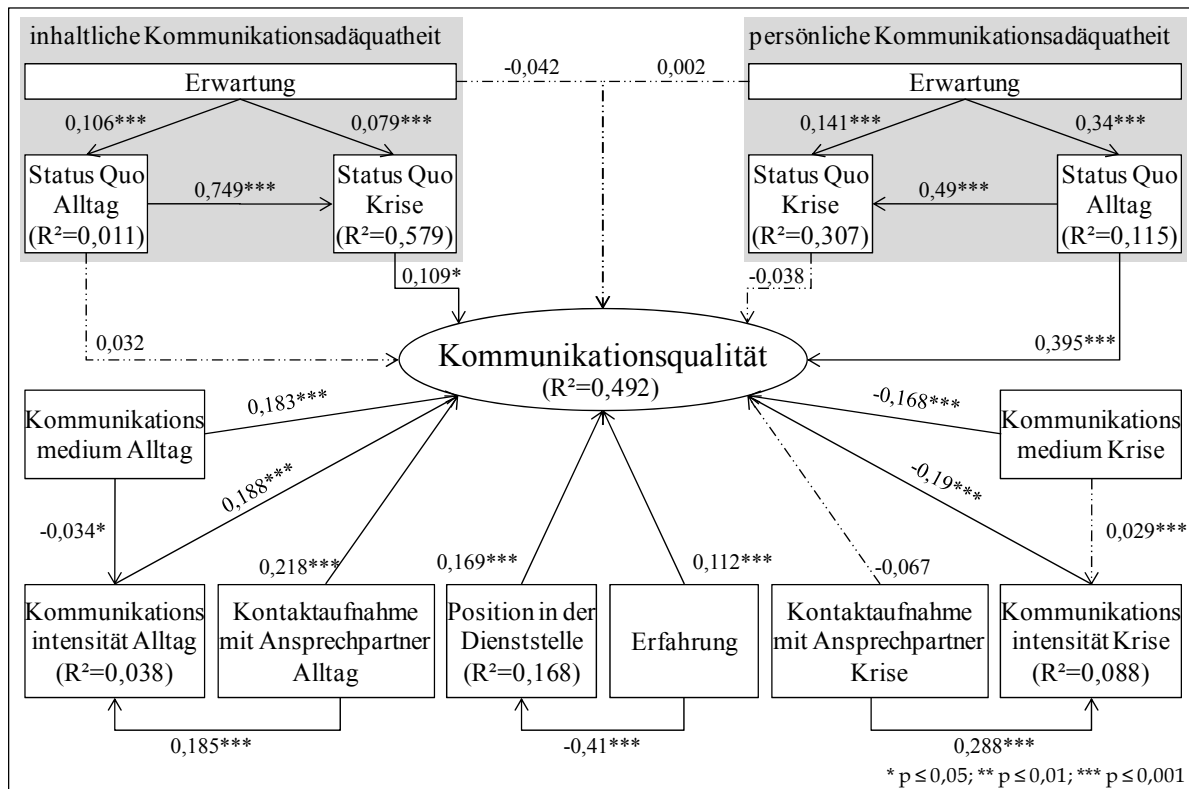 inhaltliche Kommunikationsadäquatheit
persönliche Kommunikationsadäquatheit
Erwartung
-0,042
0,002
Erwartung
0,106***
0,079***
0,141***
0,34***
Status Quo
Alltag
(R²=0,011)
0,749***
Status Quo
Krise
(R²=0,579)
Status Quo
Krise
(R²=0,307)
0,49***
Status Quo
Alltag
(R²=0,115)
0,109*
-0,038
0,032
0,395***
Kommunikationsqualität
(R²=0,492)
Kommunikations
medium Alltag
0,183***
-0,168***
Kommunikations
medium Krise
0,188***
-0,19***
-0,034*
0,029***
0,218***
0,169***
0,112***
-0,067
Kommunikations
intensität Alltag
(R²=0,038)
Kontaktaufnahme
mit Ansprechpartner
Alltag
Position in der
Dienststelle
(R²=0,168)
Erfahrung
Kontaktaufnahme
mit Ansprechpartner
Krise
Kommunikations
intensität Krise
(R²=0,088)
0,185***
-0,41***
0,288***
* p ≤ 0,05; ** p ≤ 0,01; *** p ≤ 0,001